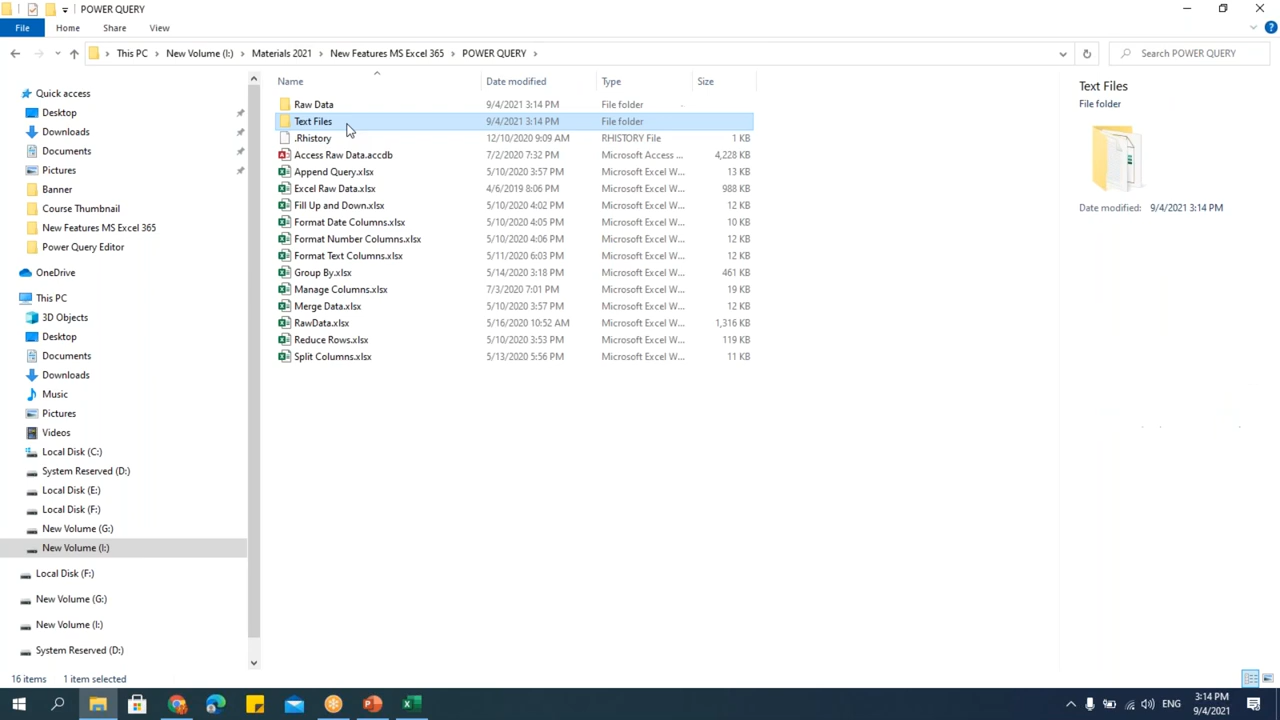 POWER QUERY
File Home Share View
This PC New Volume (I:) Materials 2021 New Features MS Excel 365 POWER QUERY Search POWER QUERY
Quick access
Desktop
Downloads
Documents
Pictures
Banner
Course Thumbnail
New Features MS Excel 365
Power Query Editor
OneDrive
This PC
3D Objects
Desktop
Documents
Downloads
Music
Pictures
Videos
Local Disk (C:)
System Reserved (D:)
Local Disk (E:)
Local Disk (F:)
New Volume (G:)
New Volume (I:)
Local Disk (F:)
New Volume (G:)
New Volume (I:)
System Reserved (D:)
Name Date modified Type Size
Raw Data 9/4/2021 3:14 PM File folder
Text Files 9/4/2021 3:14 PM File folder
.Rhistory 12/10/2020 9:09 AM RHISTORY File 1 KB
Access Raw Data.accdb 7/2/2020 7:32 PM Microsoft Access ... 4,228 KB
Append Query.xlsx 5/10/2020 3:57 PM Microsoft Excel W... 13 KB
Excel Raw Data.xlsx 4/6/2019 8:06 PM Microsoft Excel W... 988 KB
Fill Up and Down.xlsx 5/10/2020 4:02 PM Microsoft Excel W... 12 KB
Format Date Columns.xlsx 5/10/2020 4:05 PM Microsoft Excel W... 10 KB
Format Number Columns.xlsx 5/10/2020 4:06 PM Microsoft Excel W... 12 KB
Format Text Columns.xlsx 5/11/2020 6:03 PM Microsoft Excel W... 12 KB
Group By.xlsx 5/14/2020 3:18 PM Microsoft Excel W... 461 KB
Manage Columns.xlsx 7/3/2020 7:01 PM Microsoft Excel W... 19 KB
Merge Data.xlsx 5/10/2020 3:57 PM Microsoft Excel W... 12 KB
RawData.xlsx 5/16/2020 10:52 AM Microsoft Excel W... 1,316 KB
Reduce Rows.xlsx 5/10/2020 3:53 PM Microsoft Excel W... 119 KB
Split Columns.xlsx 5/13/2020 5:56 PM Microsoft Excel W... 11 KB
Text Files
File folder
Date modified: 9/4/2021 3:14 PM
16 items 1 item selected
ENG 3:14 PM
9/4/2021